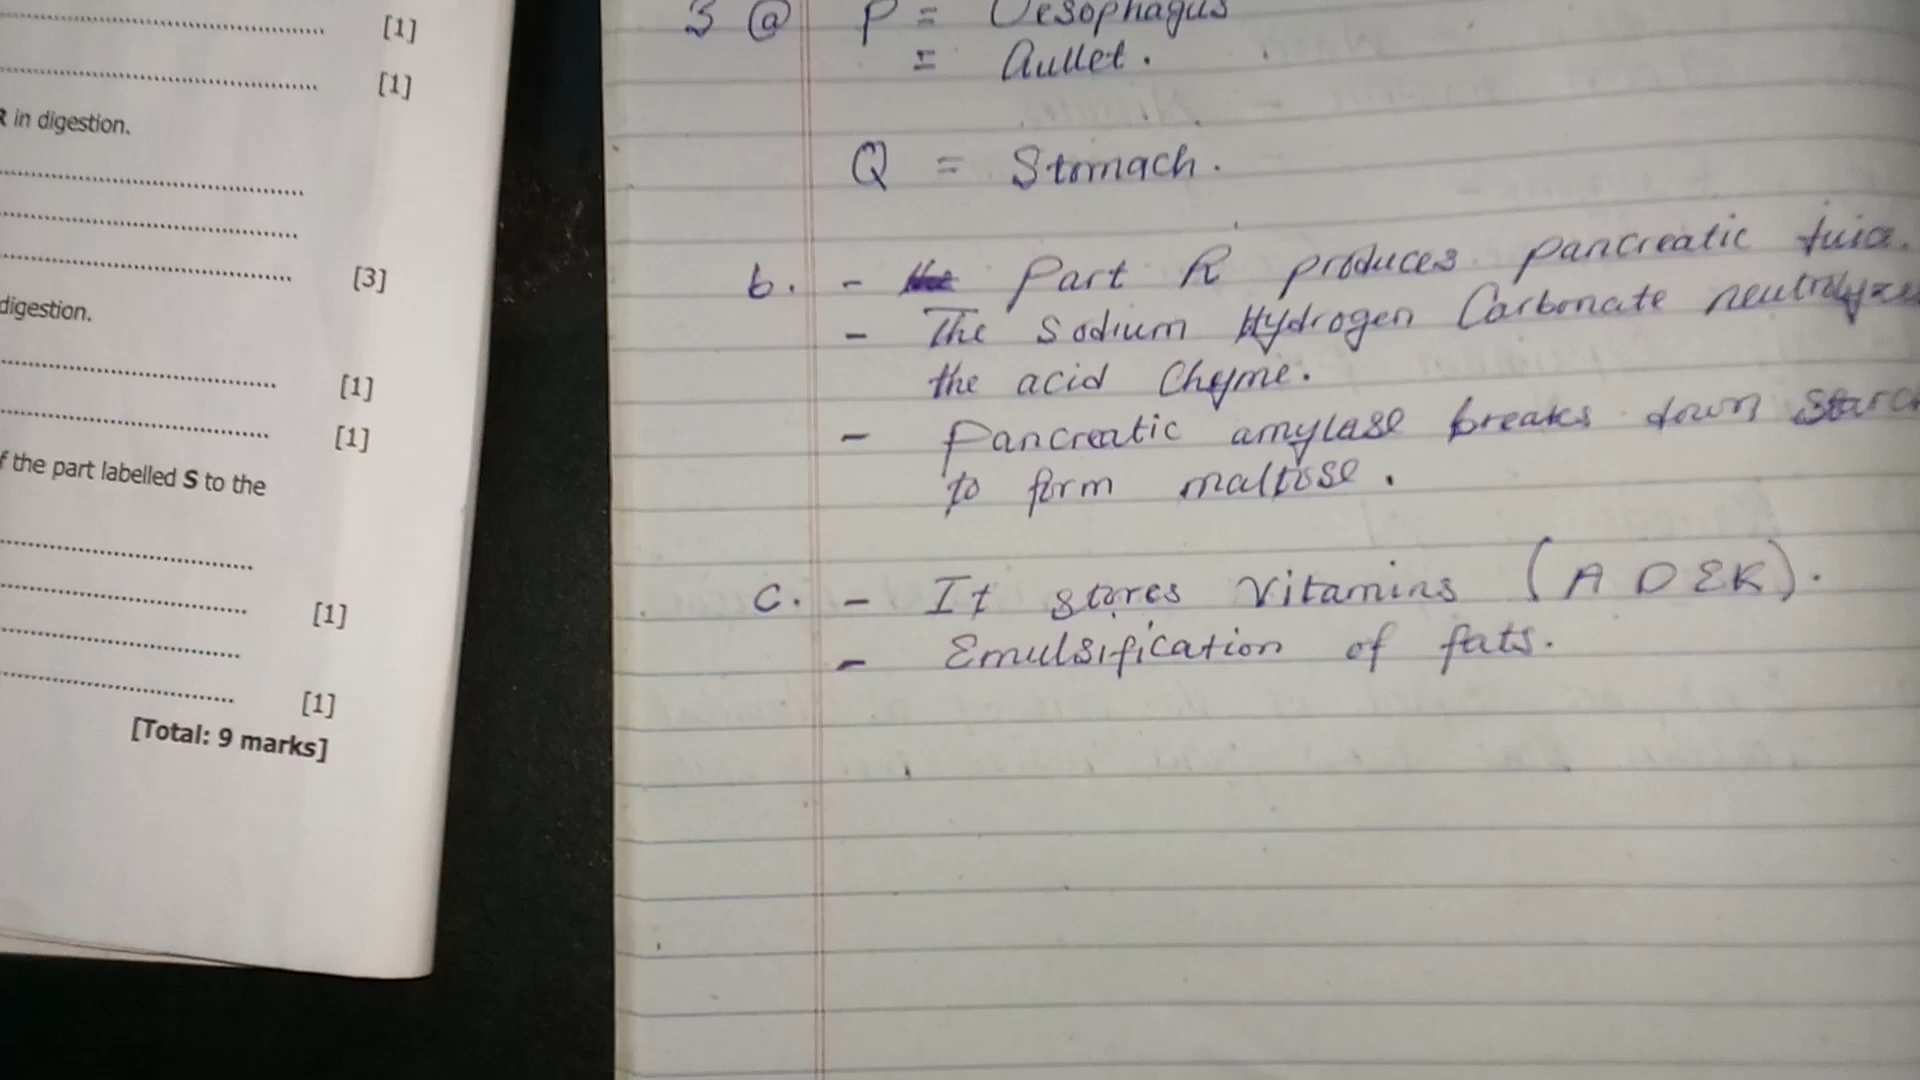 [1]
[1]
R in digestion.
[3]
digestion.
[1]
[1]
f the part labelled S to the
[1]
[1]
[Total: 9 marks]
3 (a) P = Oesophagus
= Gullet.
Q = Stomach.
b. - Part R produces pancreatic juice.
- The Sodium Hydrogen Carbonate neutralyzes
the acid Chyme.
- Pancreatic amylase breaks down Starch
to form maltose.
c. - It stores Vitamins (A D E K).
- Emulsification of fats.